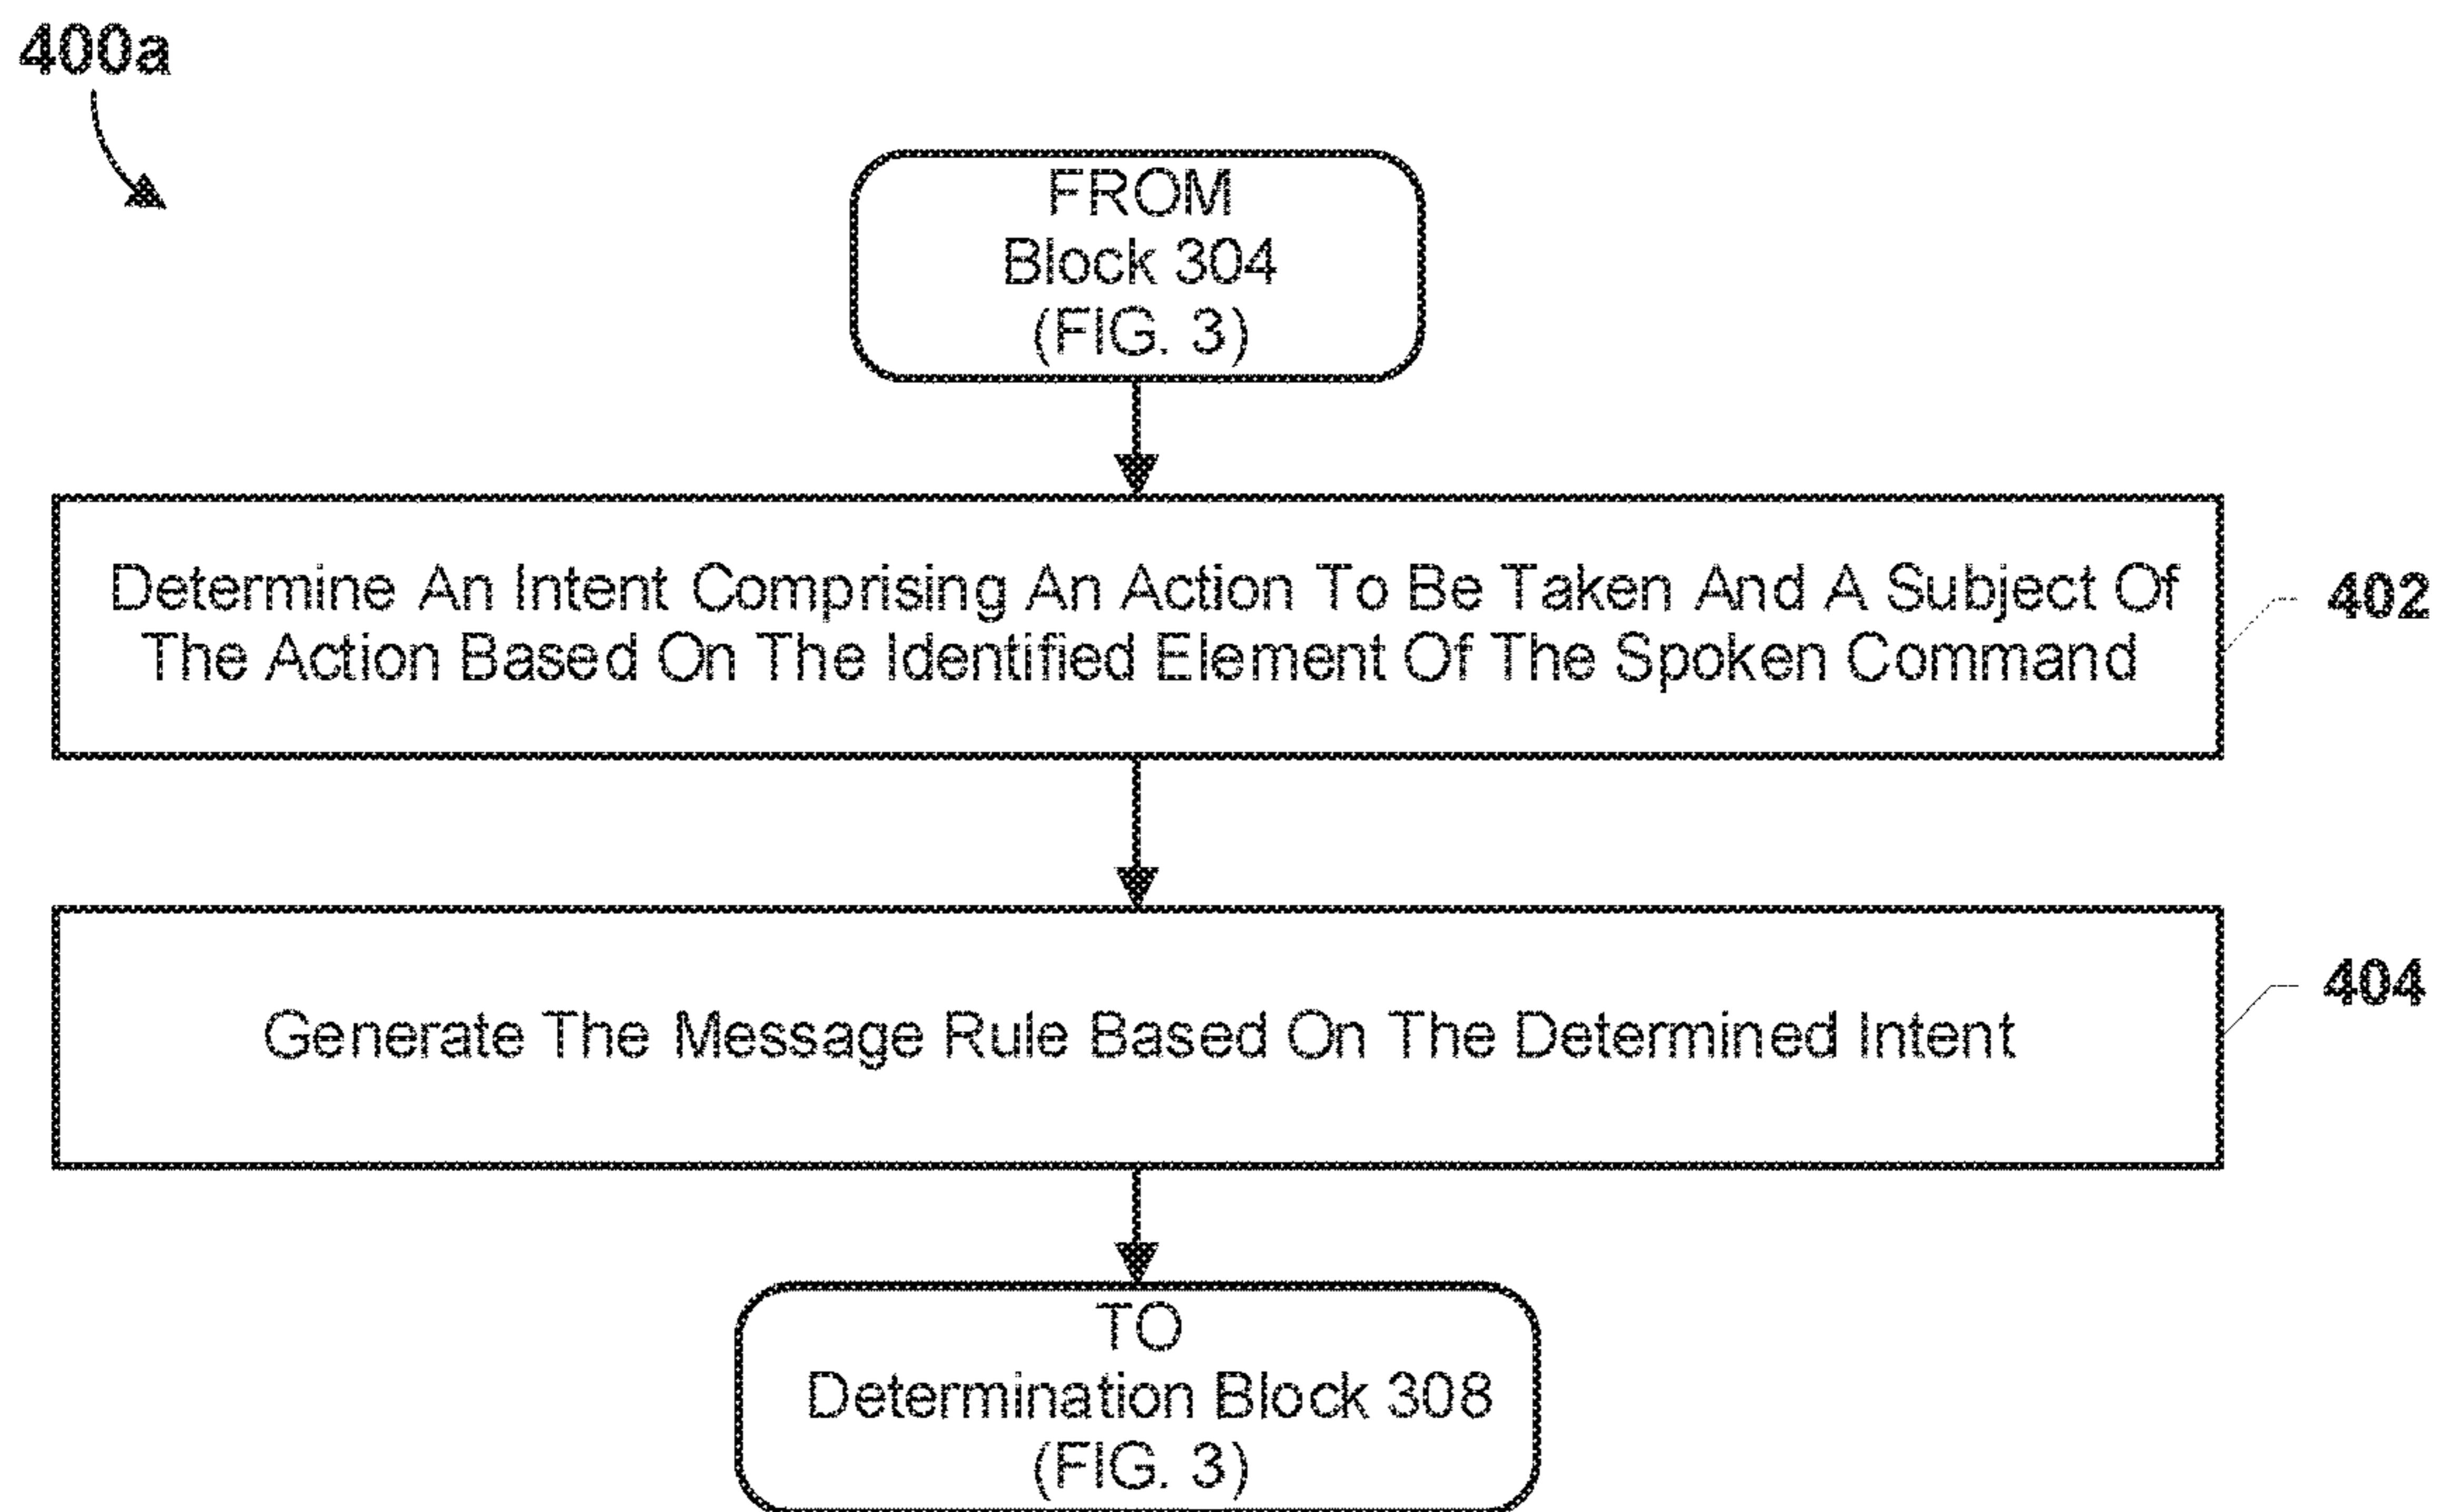 400a
FROM
Block 304
(FIG. 3)
Determine An Intent Comprising An Action To Be Taken And A Subject Of
The Action Based On The Identified Element Of The Spoken Command
402
Generate The Message Rule Based On The Determined Intent
404
TO
Determination Block 308
(FIG. 3)